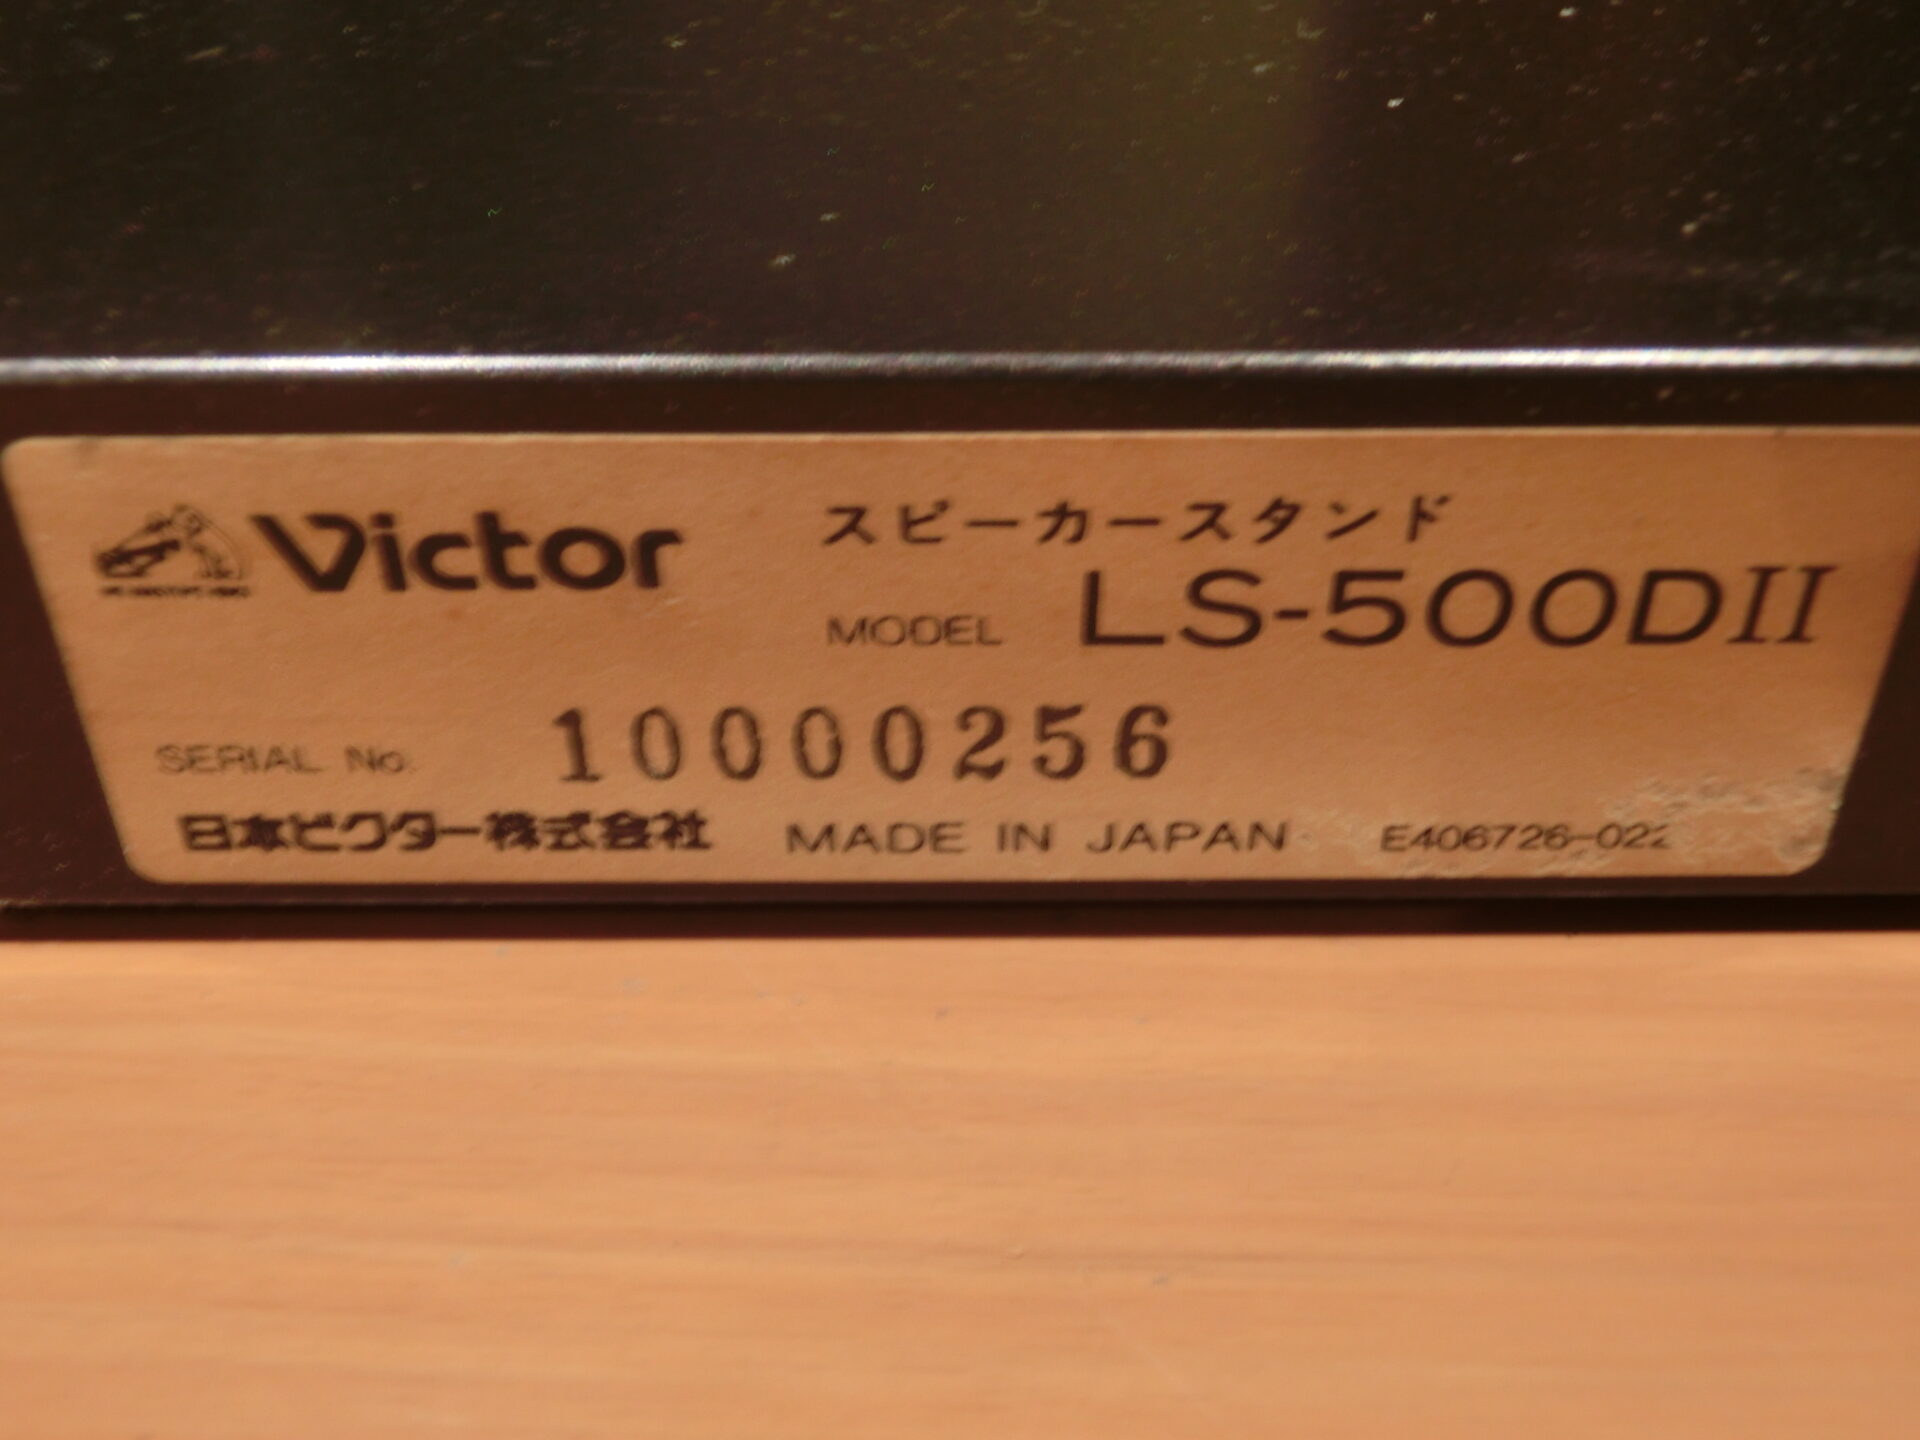 Victor
スピーカースタンド
MODEL LS-500DII
SERIAL No. 10000256
日本ビクター株式会社 MADE IN JAPAN E406726-022